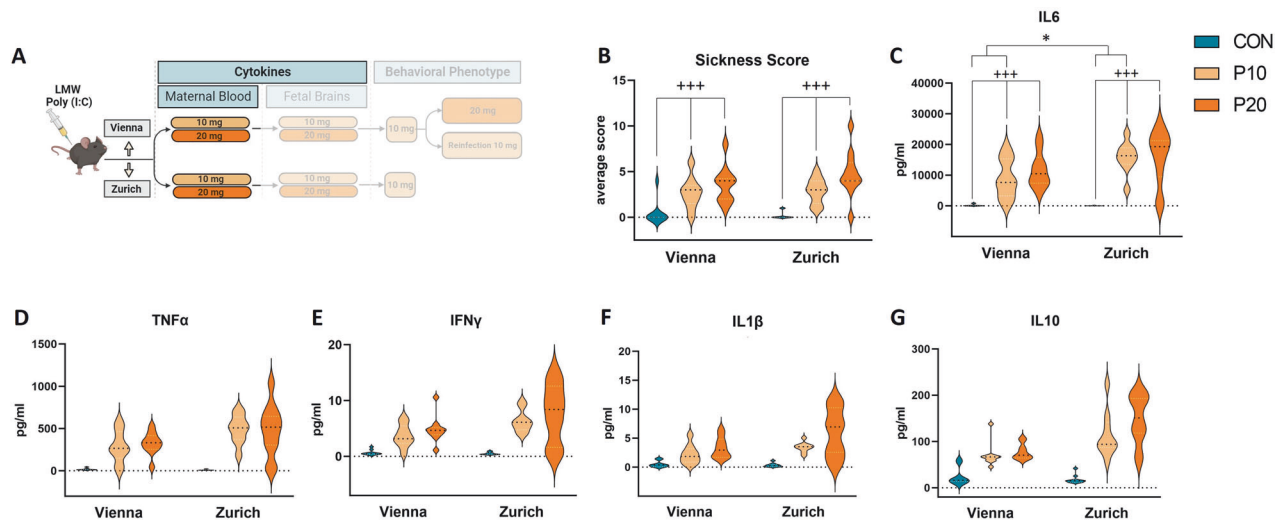 A
LMW
Poly (I:C)
Vienna
Zurich
Cytokines
Behavioral Phenotype
Maternal Blood
Fetal Brains
10 mg
20 mg
10 mg
20 mg
10 mg
20 mg
Reinfection 10 mg
10 mg
20 mg
10 mg
20 mg
10 mg
B
Sickness Score
average score
15
10
5
0
+++
+++
Vienna
Zurich
C
IL6
pg/ml
40000
30000
20000
10000
0
*
+++
+++
Vienna
Zurich
CON
P10
P20
D
TNFα
pg/ml
1500
1000
500
0
Vienna
Zurich
E
IFNγ
pg/ml
20
10
0
Vienna
Zurich
F
IL1β
pg/ml
20
15
10
5
0
Vienna
Zurich
G
IL10
pg/ml
300
200
100
0
Vienna
Zurich